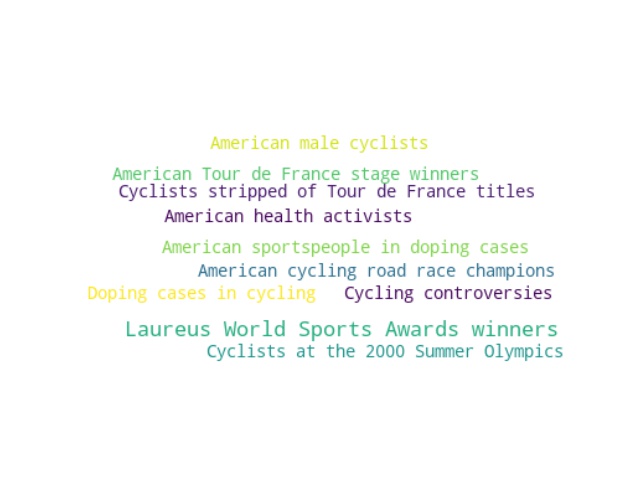 American male cyclists
American Tour de France stage winners
Cyclists stripped of Tour de France titles
American health activists
American sportspeople in doping cases
American cycling road race champions
Doping cases in cycling Cycling controversies
Laureus World Sports Awards winners
Cyclists at the 2000 Summer Olympics